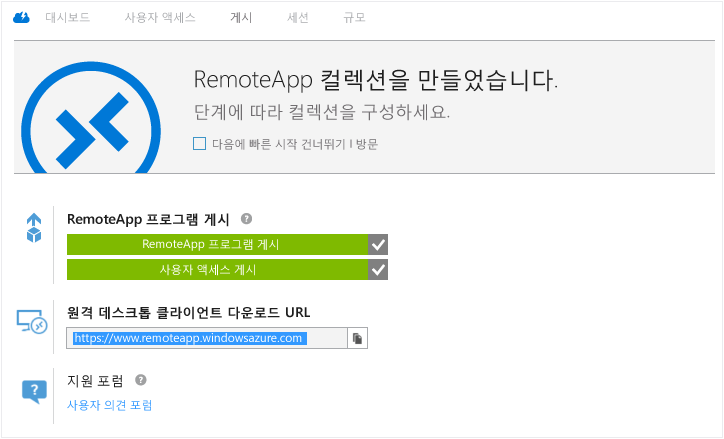 대시보드 사용자 액세스 게시 세션 규모
RemoteApp 컬렉션을 만들었습니다.
단계에 따라 컬렉션을 구성하세요.
다음에 빠른 시작 건너뛰기 I 방문
RemoteApp 프로그램 게시 ?
RemoteApp 프로그램 게시
사용자 액세스 게시
원격 데스크톱 클라이언트 다운로드 URL
https://www.remoteapp.windowsazure.com
지원 포럼 ?
사용자 의견 포럼